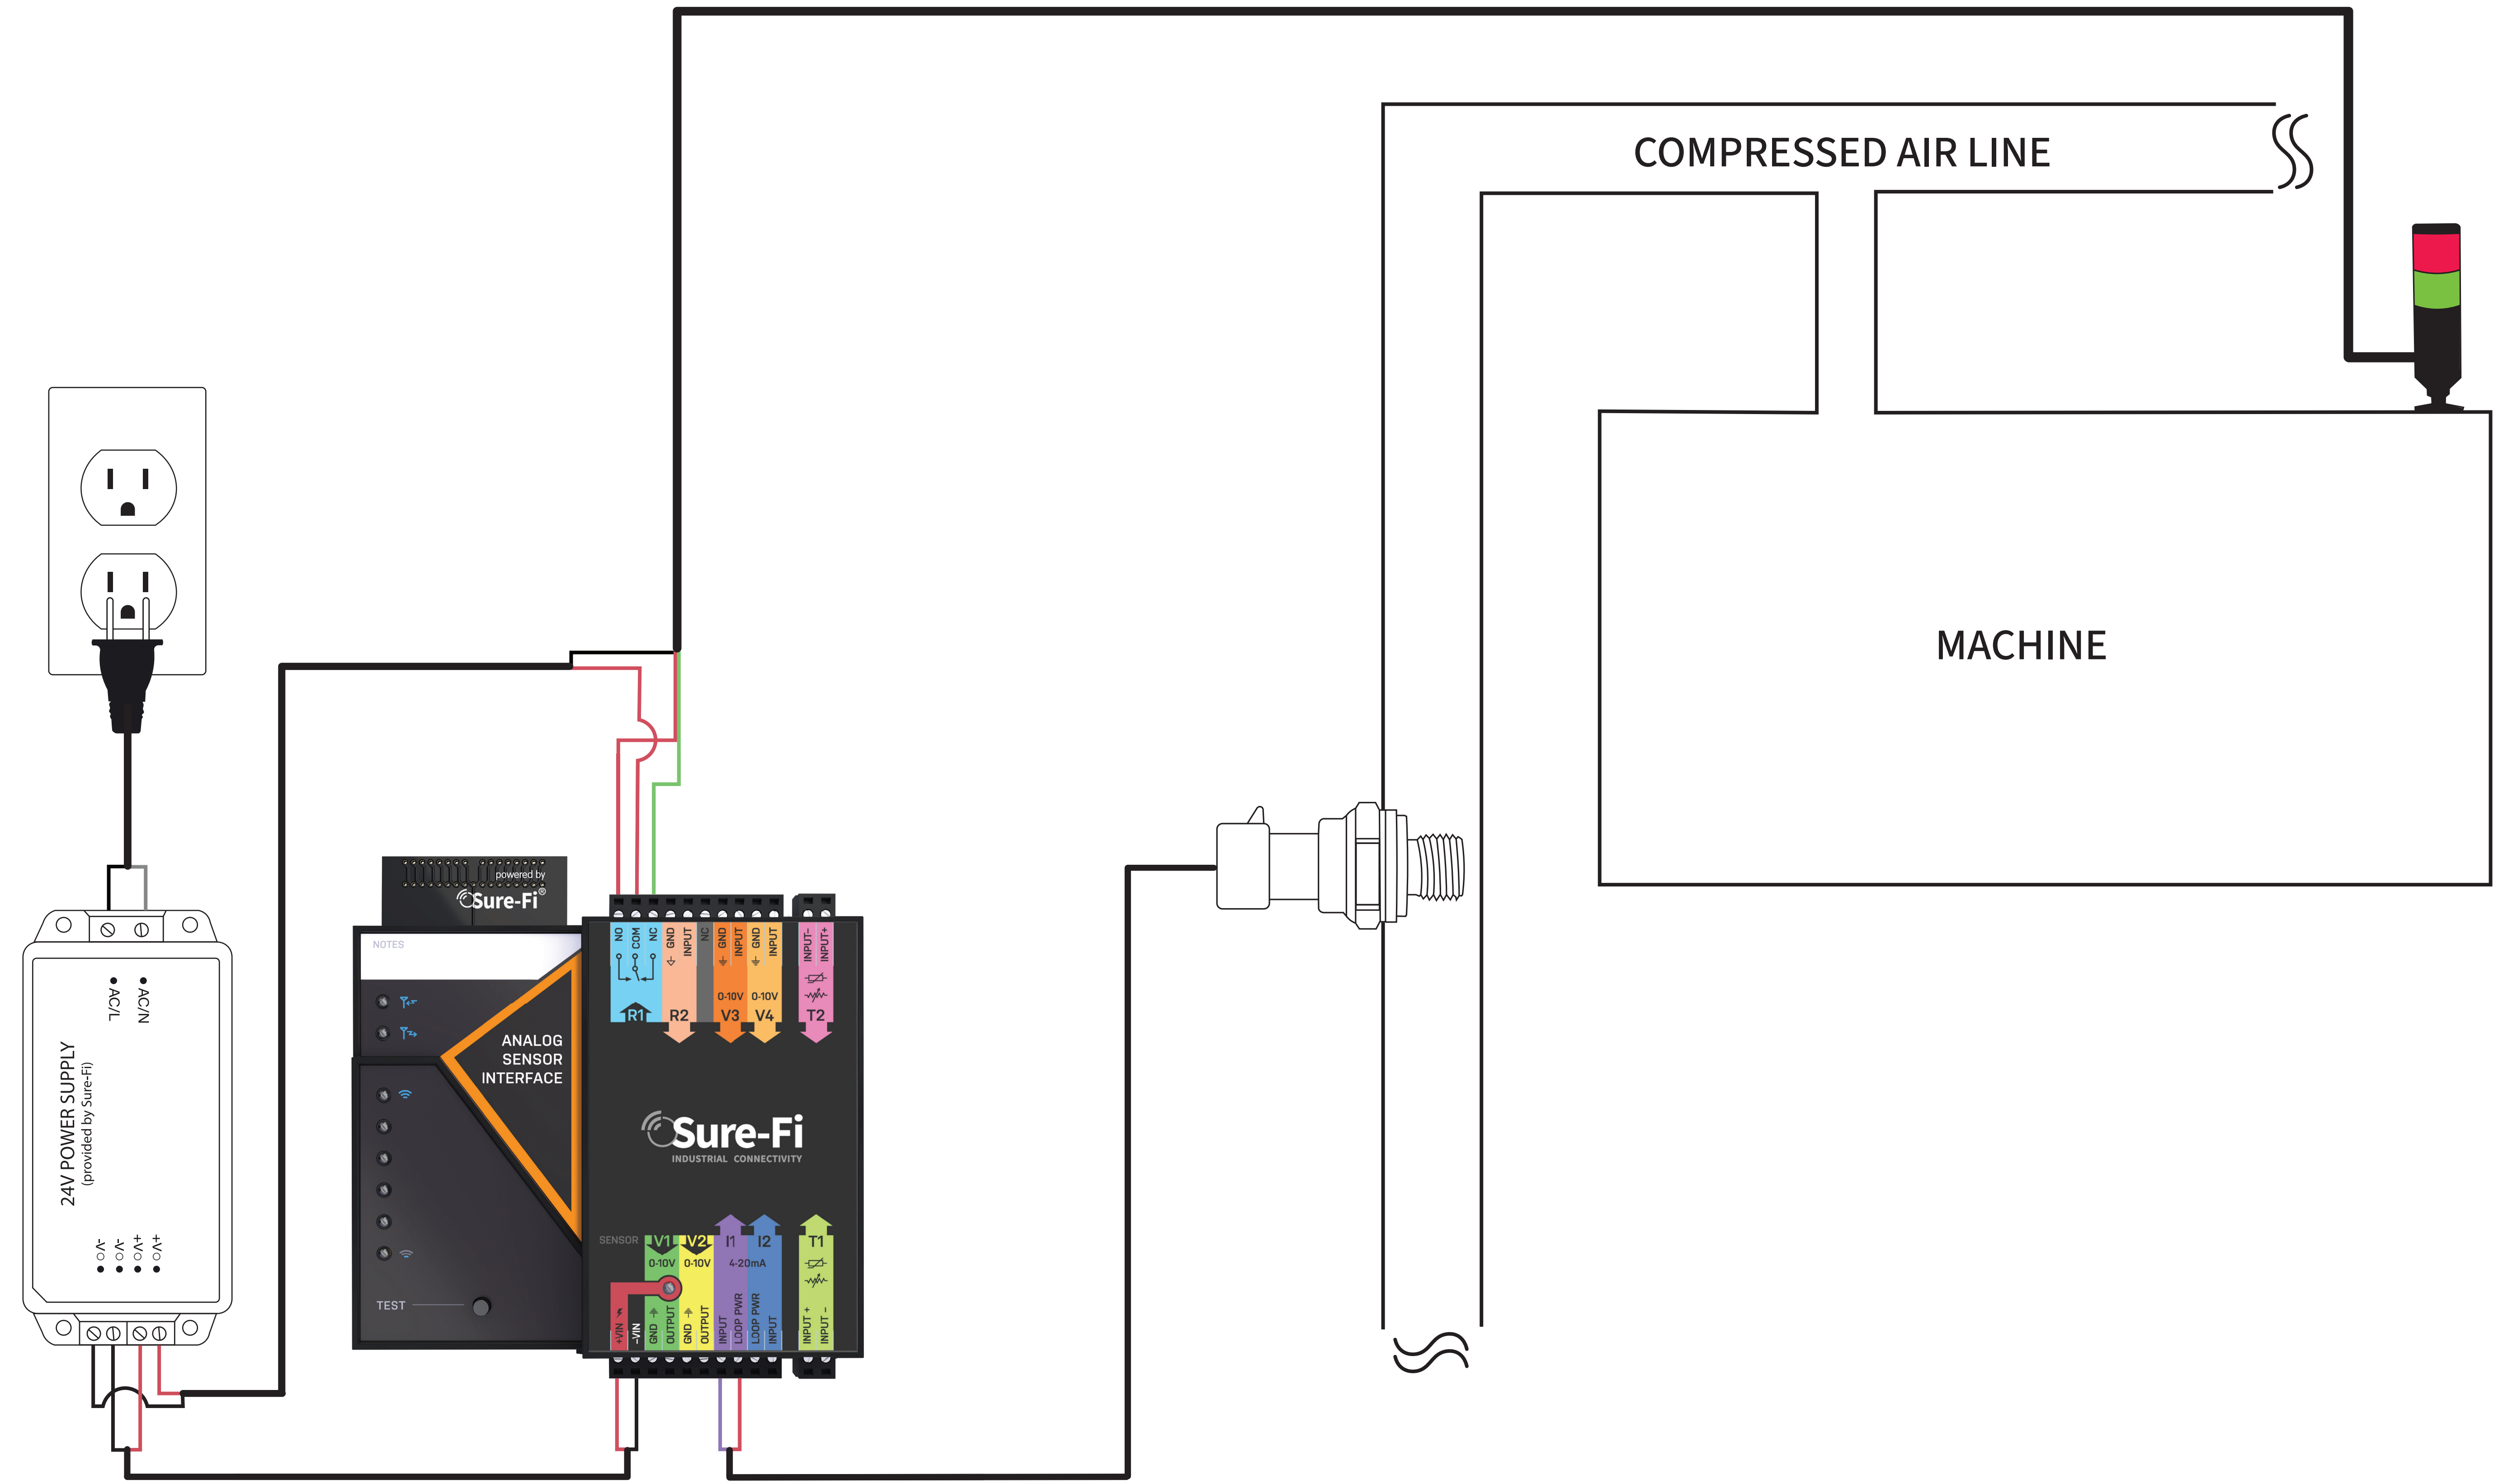 COMPRESSED AIR LINE
MACHINE
powered by
Sure-Fi®
NOTES
ANALOG
SENSOR
INTERFACE
TEST
NO
COM
NC
GND
INPUT
NC
GND
INPUT
GND
INPUT
INPUT-
INPUT+
0-10V 0-10V
R1 R2 V3 V4 T2
Sure-Fi
INDUSTRIAL CONNECTIVITY
SENSOR V1 V2 I1 I2 T1
0-10V 0-10V 4-20mA
+VIN
-VIN
GND
OUTPUT
GND
OUTPUT
INPUT
LOOP PWR
LOOP PWR
INPUT
INPUT +
INPUT -
AC/L
AC/N
24V POWER SUPPLY
(provided by Sure-Fi)
-V
-V
+V
+V